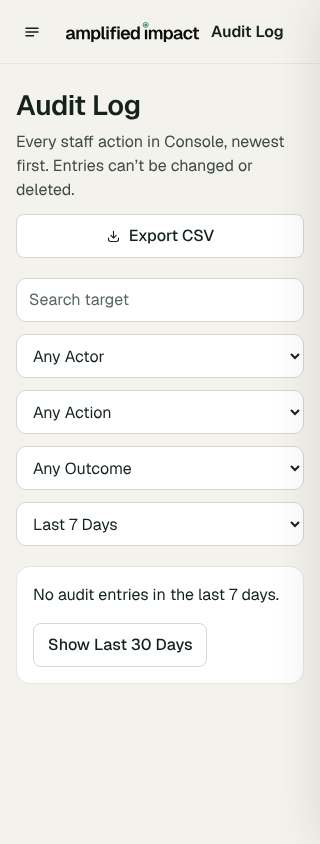 amplified impact Audit Log
Audit Log
Every staff action in Console, newest
first. Entries can’t be changed or
deleted.
Export CSV
Search target
Any Actor
Any Action
Any Outcome
Last 7 Days
No audit entries in the last 7 days.
Show Last 30 Days